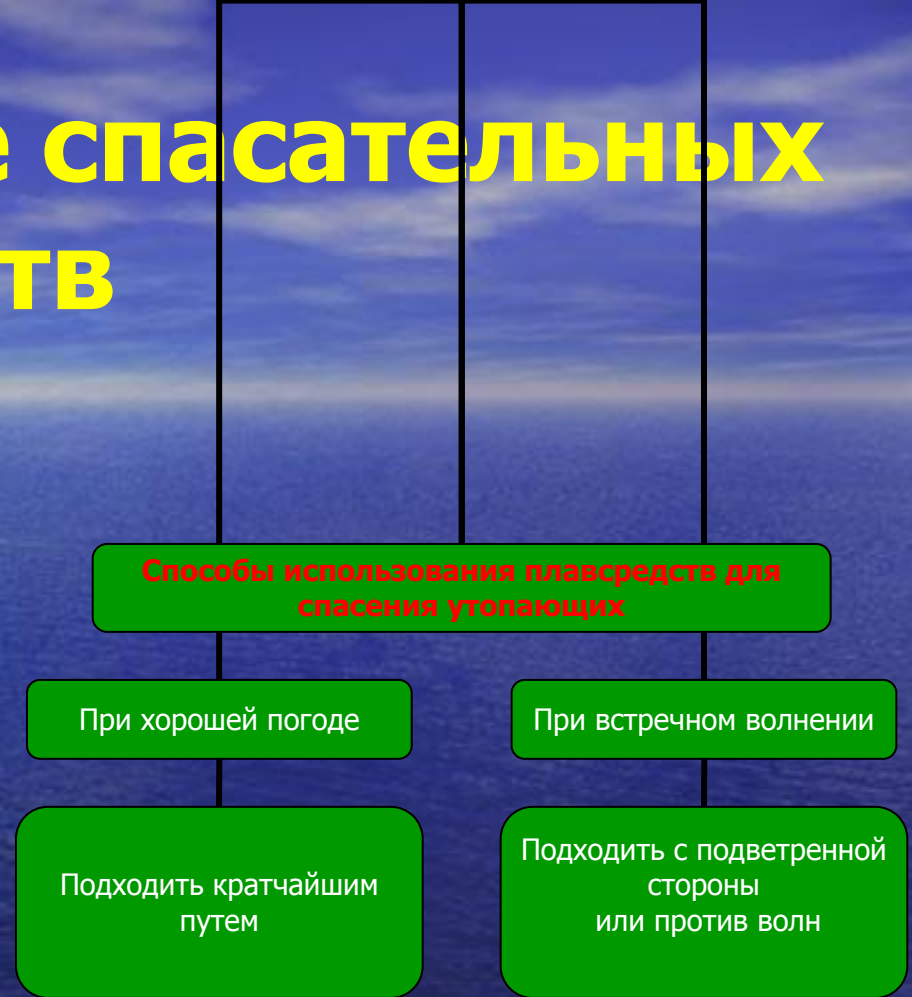 е спасательных
тв
Способы использования плавсредств для
спасения утопающих
При хорошей погоде
При встречном волнении
Подходить кратчайшим
путем
Подходить с подветренной
стороны
или против волн